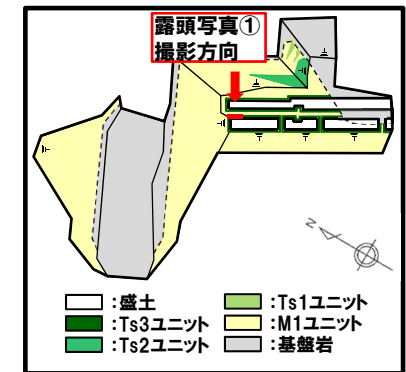 露頭写真①
撮影方向
N
:盛土
:Ts1ユニット
:Ts3ユニット
:M1ユニット
:Ts2ユニット
:基盤岩